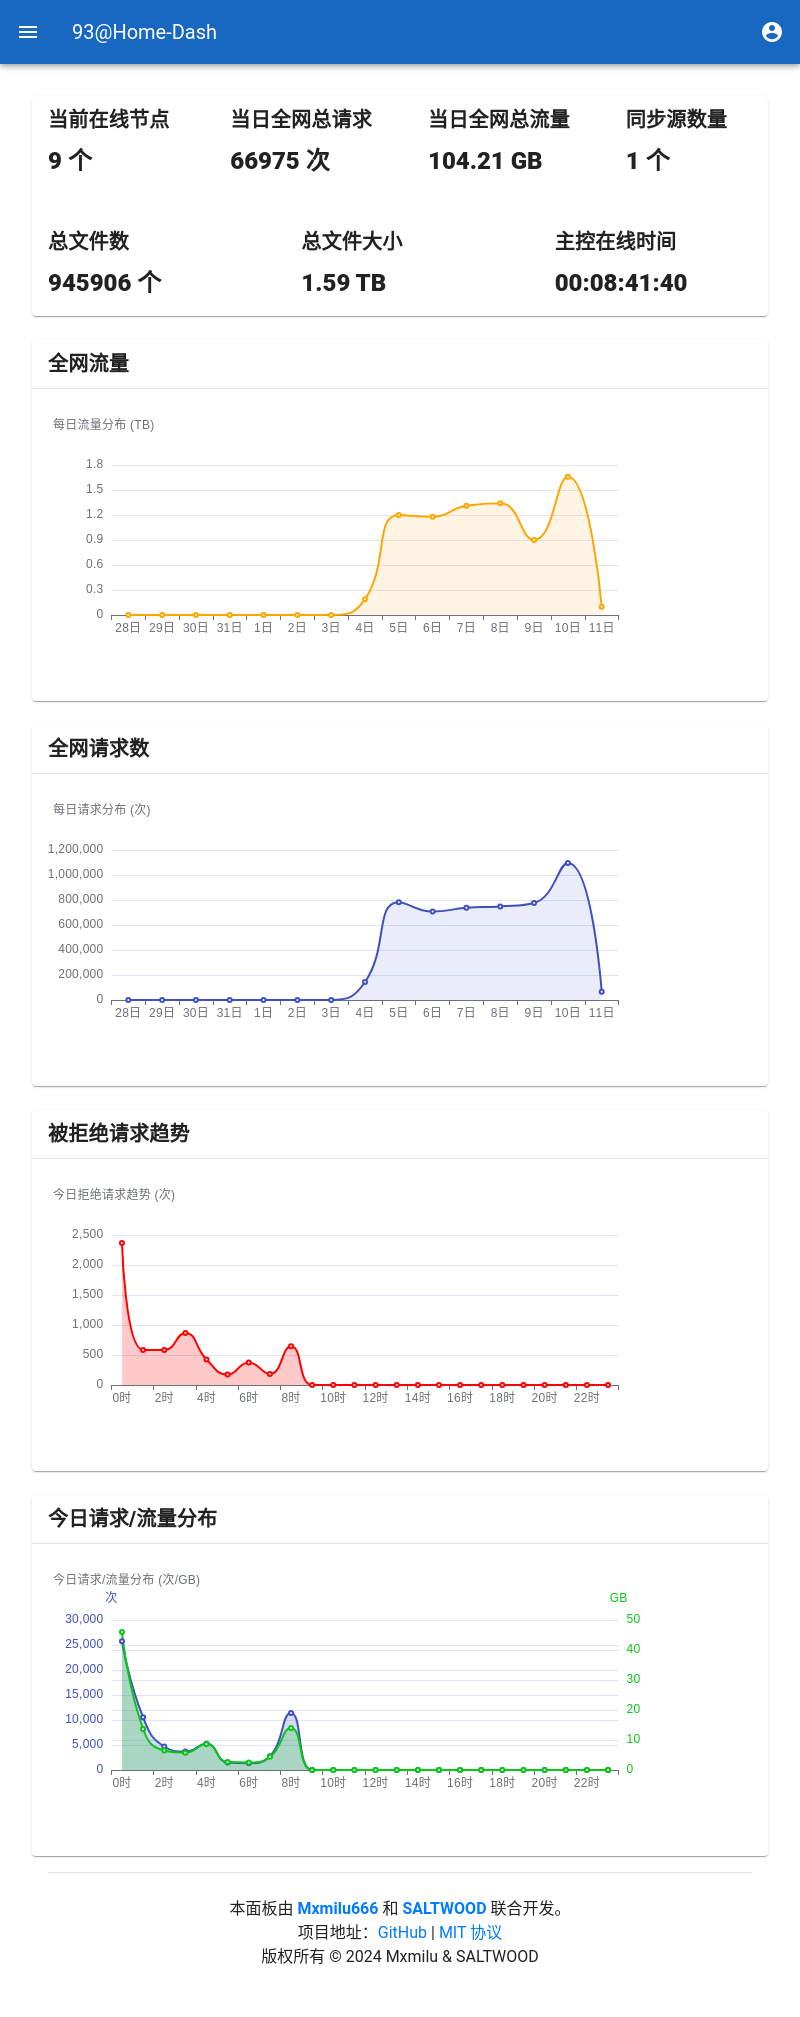 93@Home-Dash
当前在线节点 当日全网总请求 当日全网总流量 同步源数量
9 个 66975 次 104.21 GB 1 个
总文件数 总文件大小 主控在线时间
945906 个 1.59 TB 00:08:41:40
全网流量
每日流量分布 (TB)
1.8
1.5
1.2
0.9
0.6
0.3
0
28日 29日 30日 31日 1日 2日 3日 4日 5日 6日 7日 8日 9日 10日 11日
全网请求数
每日请求分布 (次)
1,200,000
1,000,000
800,000
600,000
400,000
200,000
0
28日 29日 30日 31日 1日 2日 3日 4日 5日 6日 7日 8日 9日 10日 11日
被拒绝请求趋势
今日拒绝请求趋势 (次)
2,500
2,000
1,500
1,000
500
0
0时 2时 4时 6时 8时 10时 12时 14时 16时 18时 20时 22时
今日请求/流量分布
今日请求/流量分布 (次/GB)
次 GB
30,000 50
25,000 40
20,000 30
15,000 20
10,000 10
5,000
0 0
0时 2时 4时 6时 8时 10时 12时 14时 16时 18时 20时 22时
本面板由 Mxmilu666 和 SALTWOOD 联合开发。
项目地址：GitHub | MIT 协议
版权所有 © 2024 Mxmilu & SALTWOOD